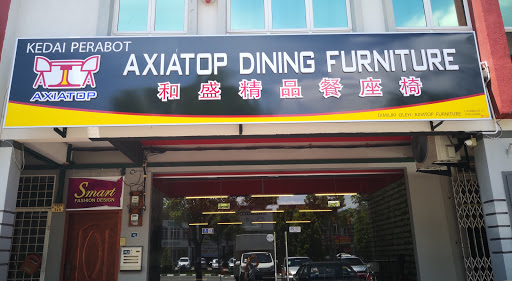 KEDAI PERABOT
AXIATOP
AXIATOP DINING FURNITURE
和盛精品餐座椅
Smart
FASHION DESIGN